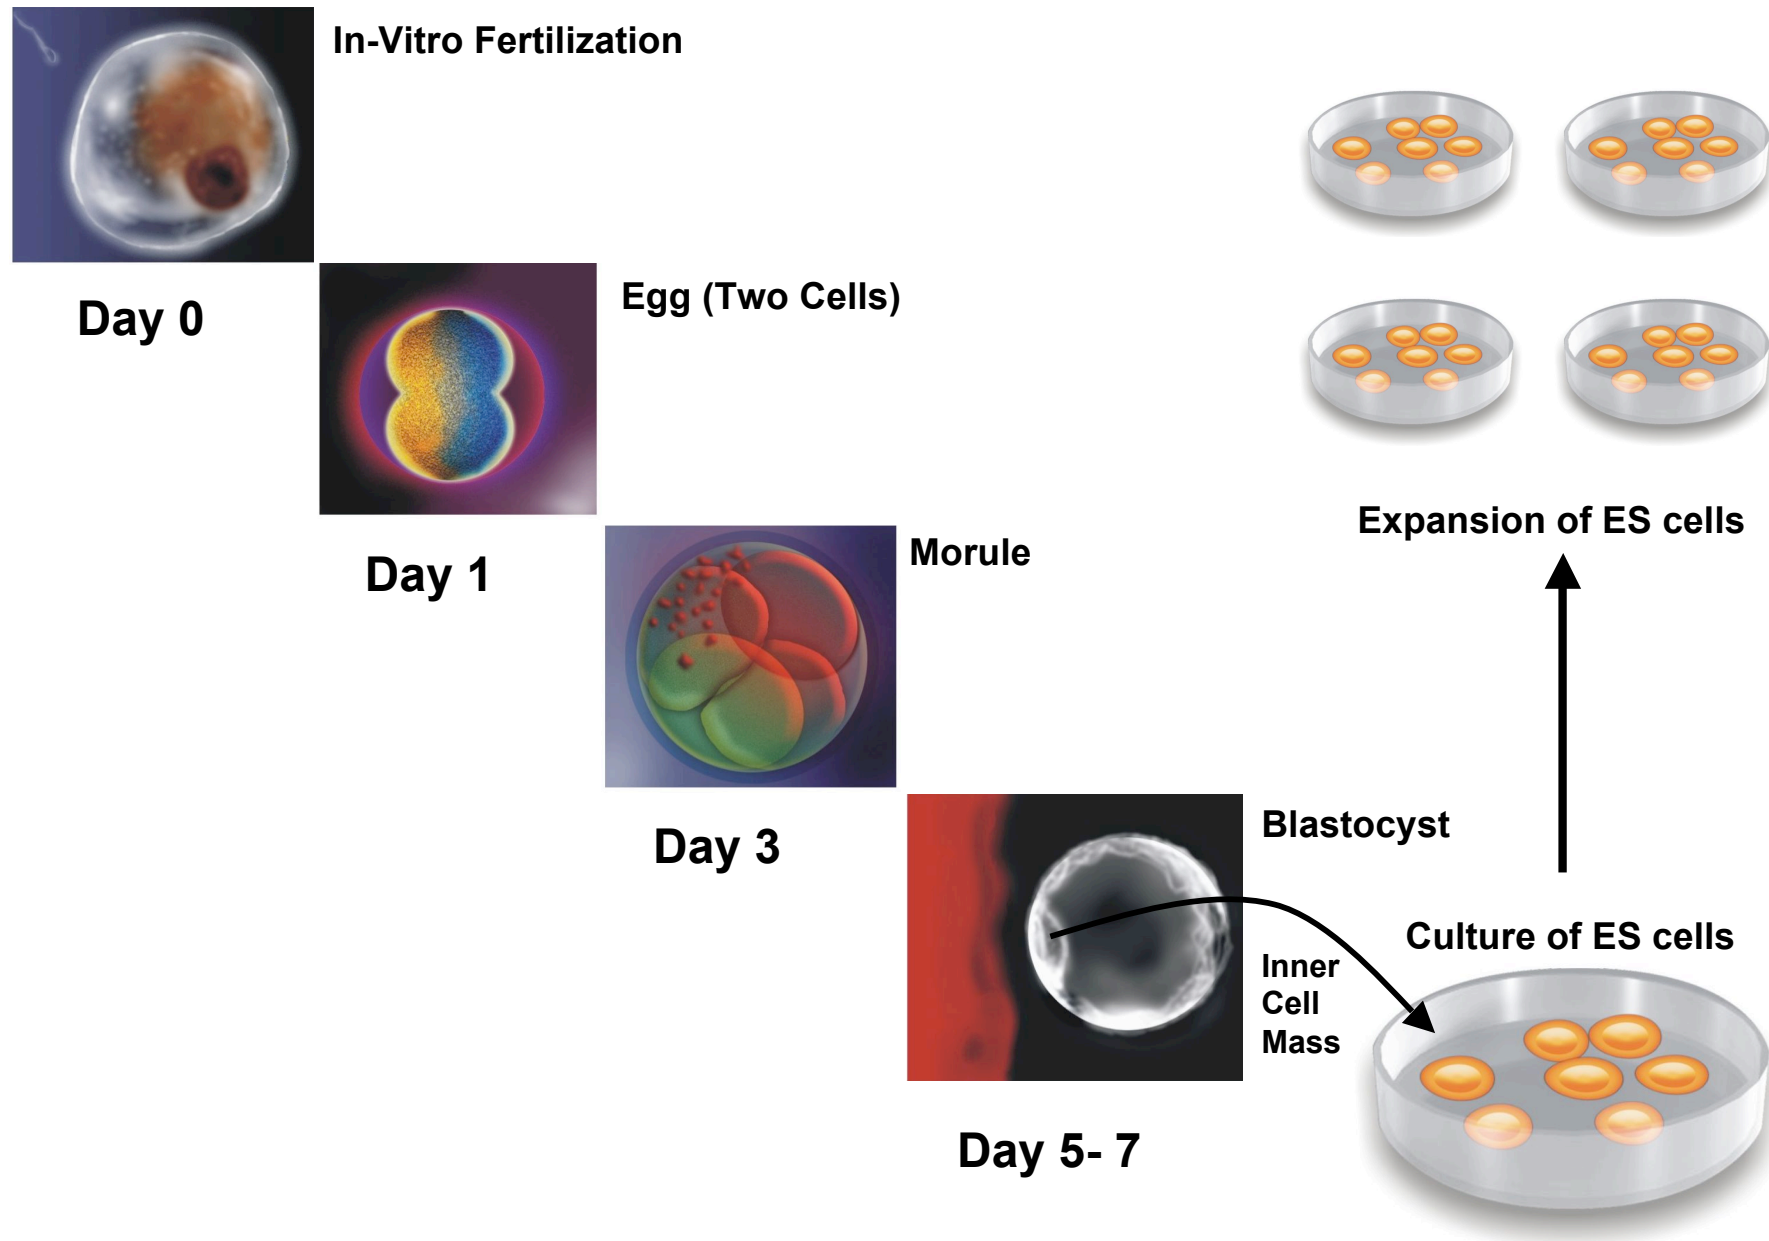 In-Vitro Fertilization
Day 0
Egg (Two Cells)
Day 1
Morule
Day 3
Blastocyst
Inner
Cell
Mass
Day 5- 7
Culture of ES cells
Expansion of ES cells